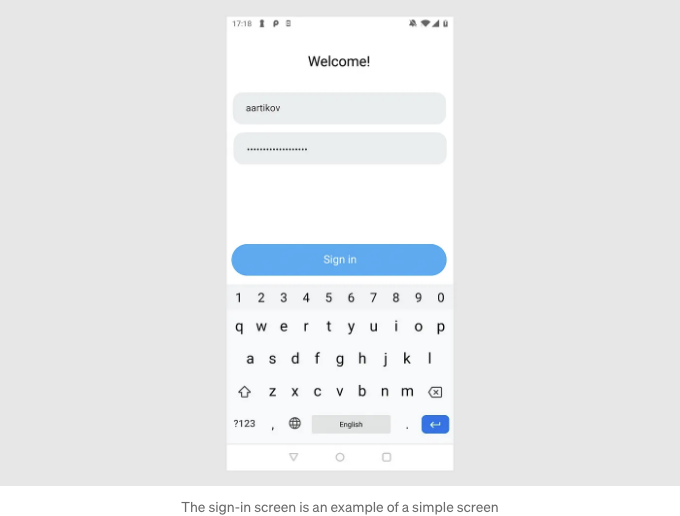 17:18
Welcome!
aartikov
•••••••••••••••••••
Sign in
1 2 3 4 5 6 7 8 9 0
q w e r t y u i o p
a s d f g h j k l
z x c v b n m
?123 , English .
The sign-in screen is an example of a simple screen